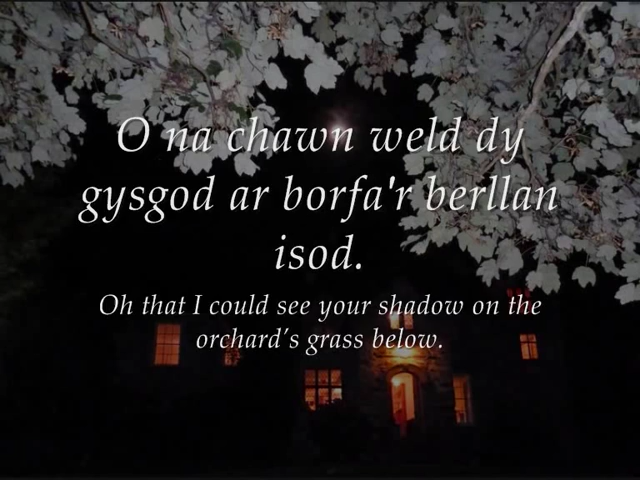 O na chawn weld dy
gysgod ar borfa'r berllan
isod.
Oh that I could see your shadow on the
orchard’s grass below.